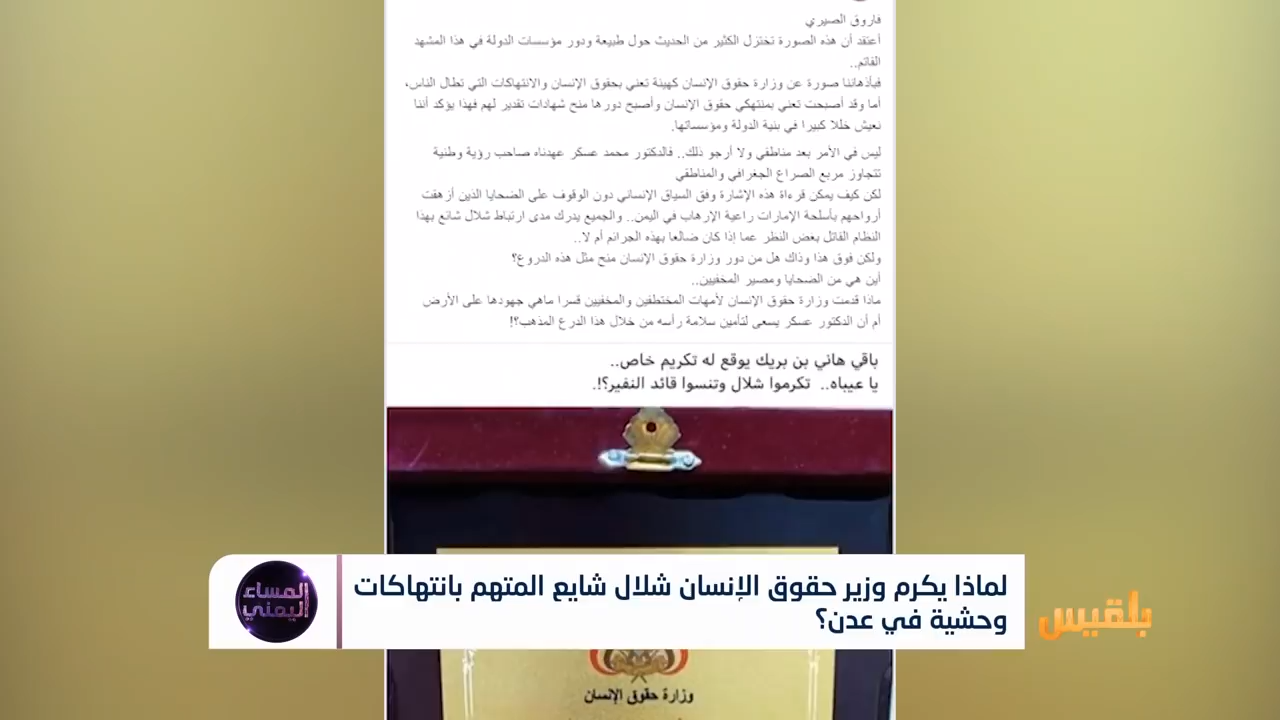 فاروق الصيري
أعتقد أن هذه الصورة تختزل الكثير من الحديث حول طبيعة ودور مؤسسات الدولة في هذا المشهد
القاتم..
فبأذهاننا صورة عن وزارة حقوق الإنسان كهيئة تعني بحقوق الإنسان والانتهاكات التي تطال الناس،
أما وقد أصبحت تعني بمنتهكي حقوق الإنسان وأصبح دورها منح شهادات تقدير لهم فهذا يؤكد أننا
نعيش خللا كبيرا في بنية الدولة ومؤسساتها.
ليس في الأمر بعد مناطقي ولا أرجو ذلك.. فالدكتور محمد عسكر عهدناه صاحب رؤية وطنية
تتجاوز مربع الصراع الجغرافي والمناطقي
لكن كيف يمكن قرءاة هذه الإشارة وفق السياق الإنساني دون الوقوف على الضحايا الذين أزهقت
أرواحهم بأسلحة الإمارات راعية الإرهاب في اليمن.. والجميع يدرك مدى ارتباط شلال شائع بهذا
النظام القاتل بغض النظر عما إذا كان ضالعا بهذه الجرائم أم لا..
ولكن فوق هذا وذاك هل من دور وزارة حقوق الإنسان منح مثل هذه الدروع؟
أين هي من الضحايا ومصير المخفيين..
ماذا قدمت وزارة حقوق الإنسان لأمهات المختطفين والمخفيين قسرا ماهي جهودها على الأرض
أم أن الدكتور عسكر يسعى لتأمين سلامة رأسه من خلال هذا الدرع المذهب؟!
باقي هاني بن بريك يوقع له تكريم خاص..
يا عيباه.. تكرموا شلال وتنسوا قائد النفير؟!.
لماذا يكرم وزير حقوق الإنسان شلال شايع المتهم بانتهاكات
وحشية في عدن؟
المساء
اليمني
بلقيس
وزارة حقوق الإنسان